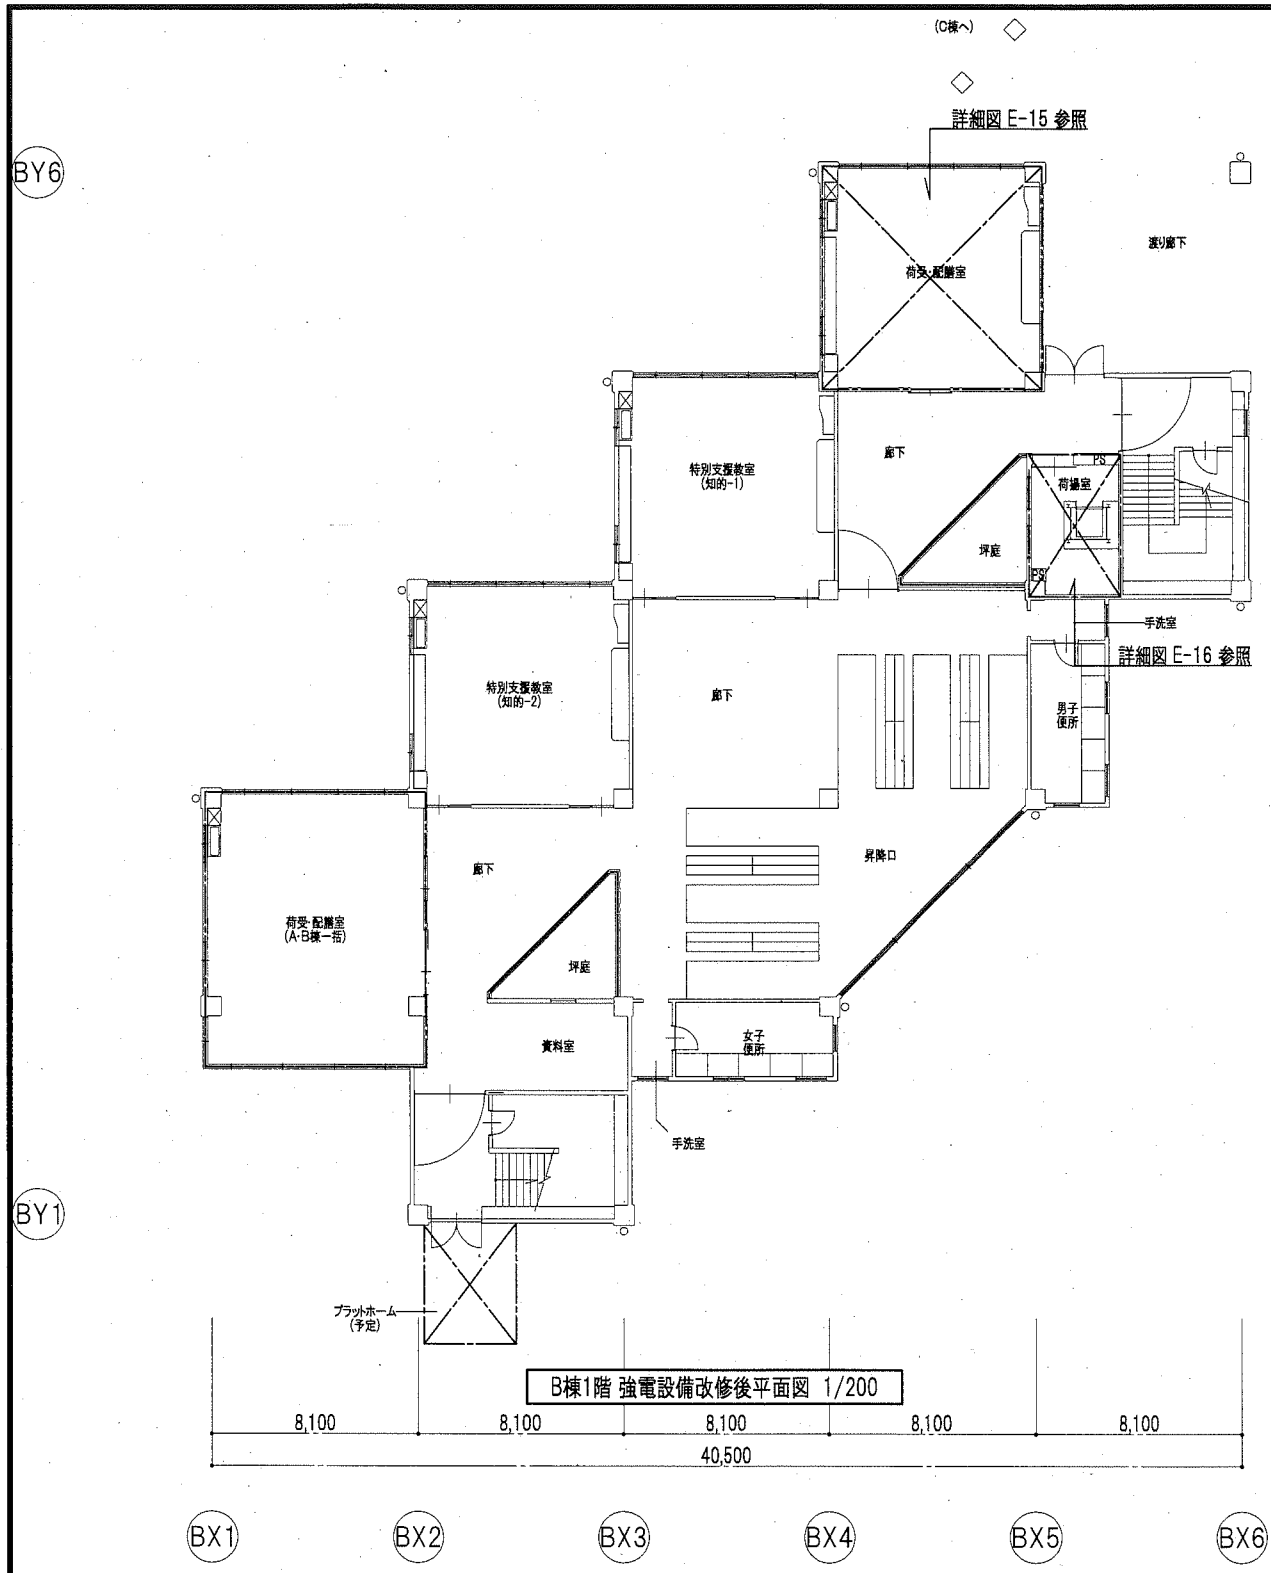 (C棟へ)
詳細図 E-15 参照
BY6
渡り廊下
荷受・配膳室
廊下
特別支援教室
(知的-1)
PS
荷揚室
坪庭
PS
手洗室
詳細図 E-16 参照
特別支援教室
(知的-2)
廊下
男子
便所
昇降口
廊下
荷受・配膳室
(A・B棟一括)
坪庭
資料室
女子
便所
手洗室
BY1
プラットホーム
(予定)
B棟1階 強電設備改修後平面図 1/200
8,100
8,100
8,100
8,100
8,100
40,500
BX1
BX2
BX3
BX4
BX5
BX6